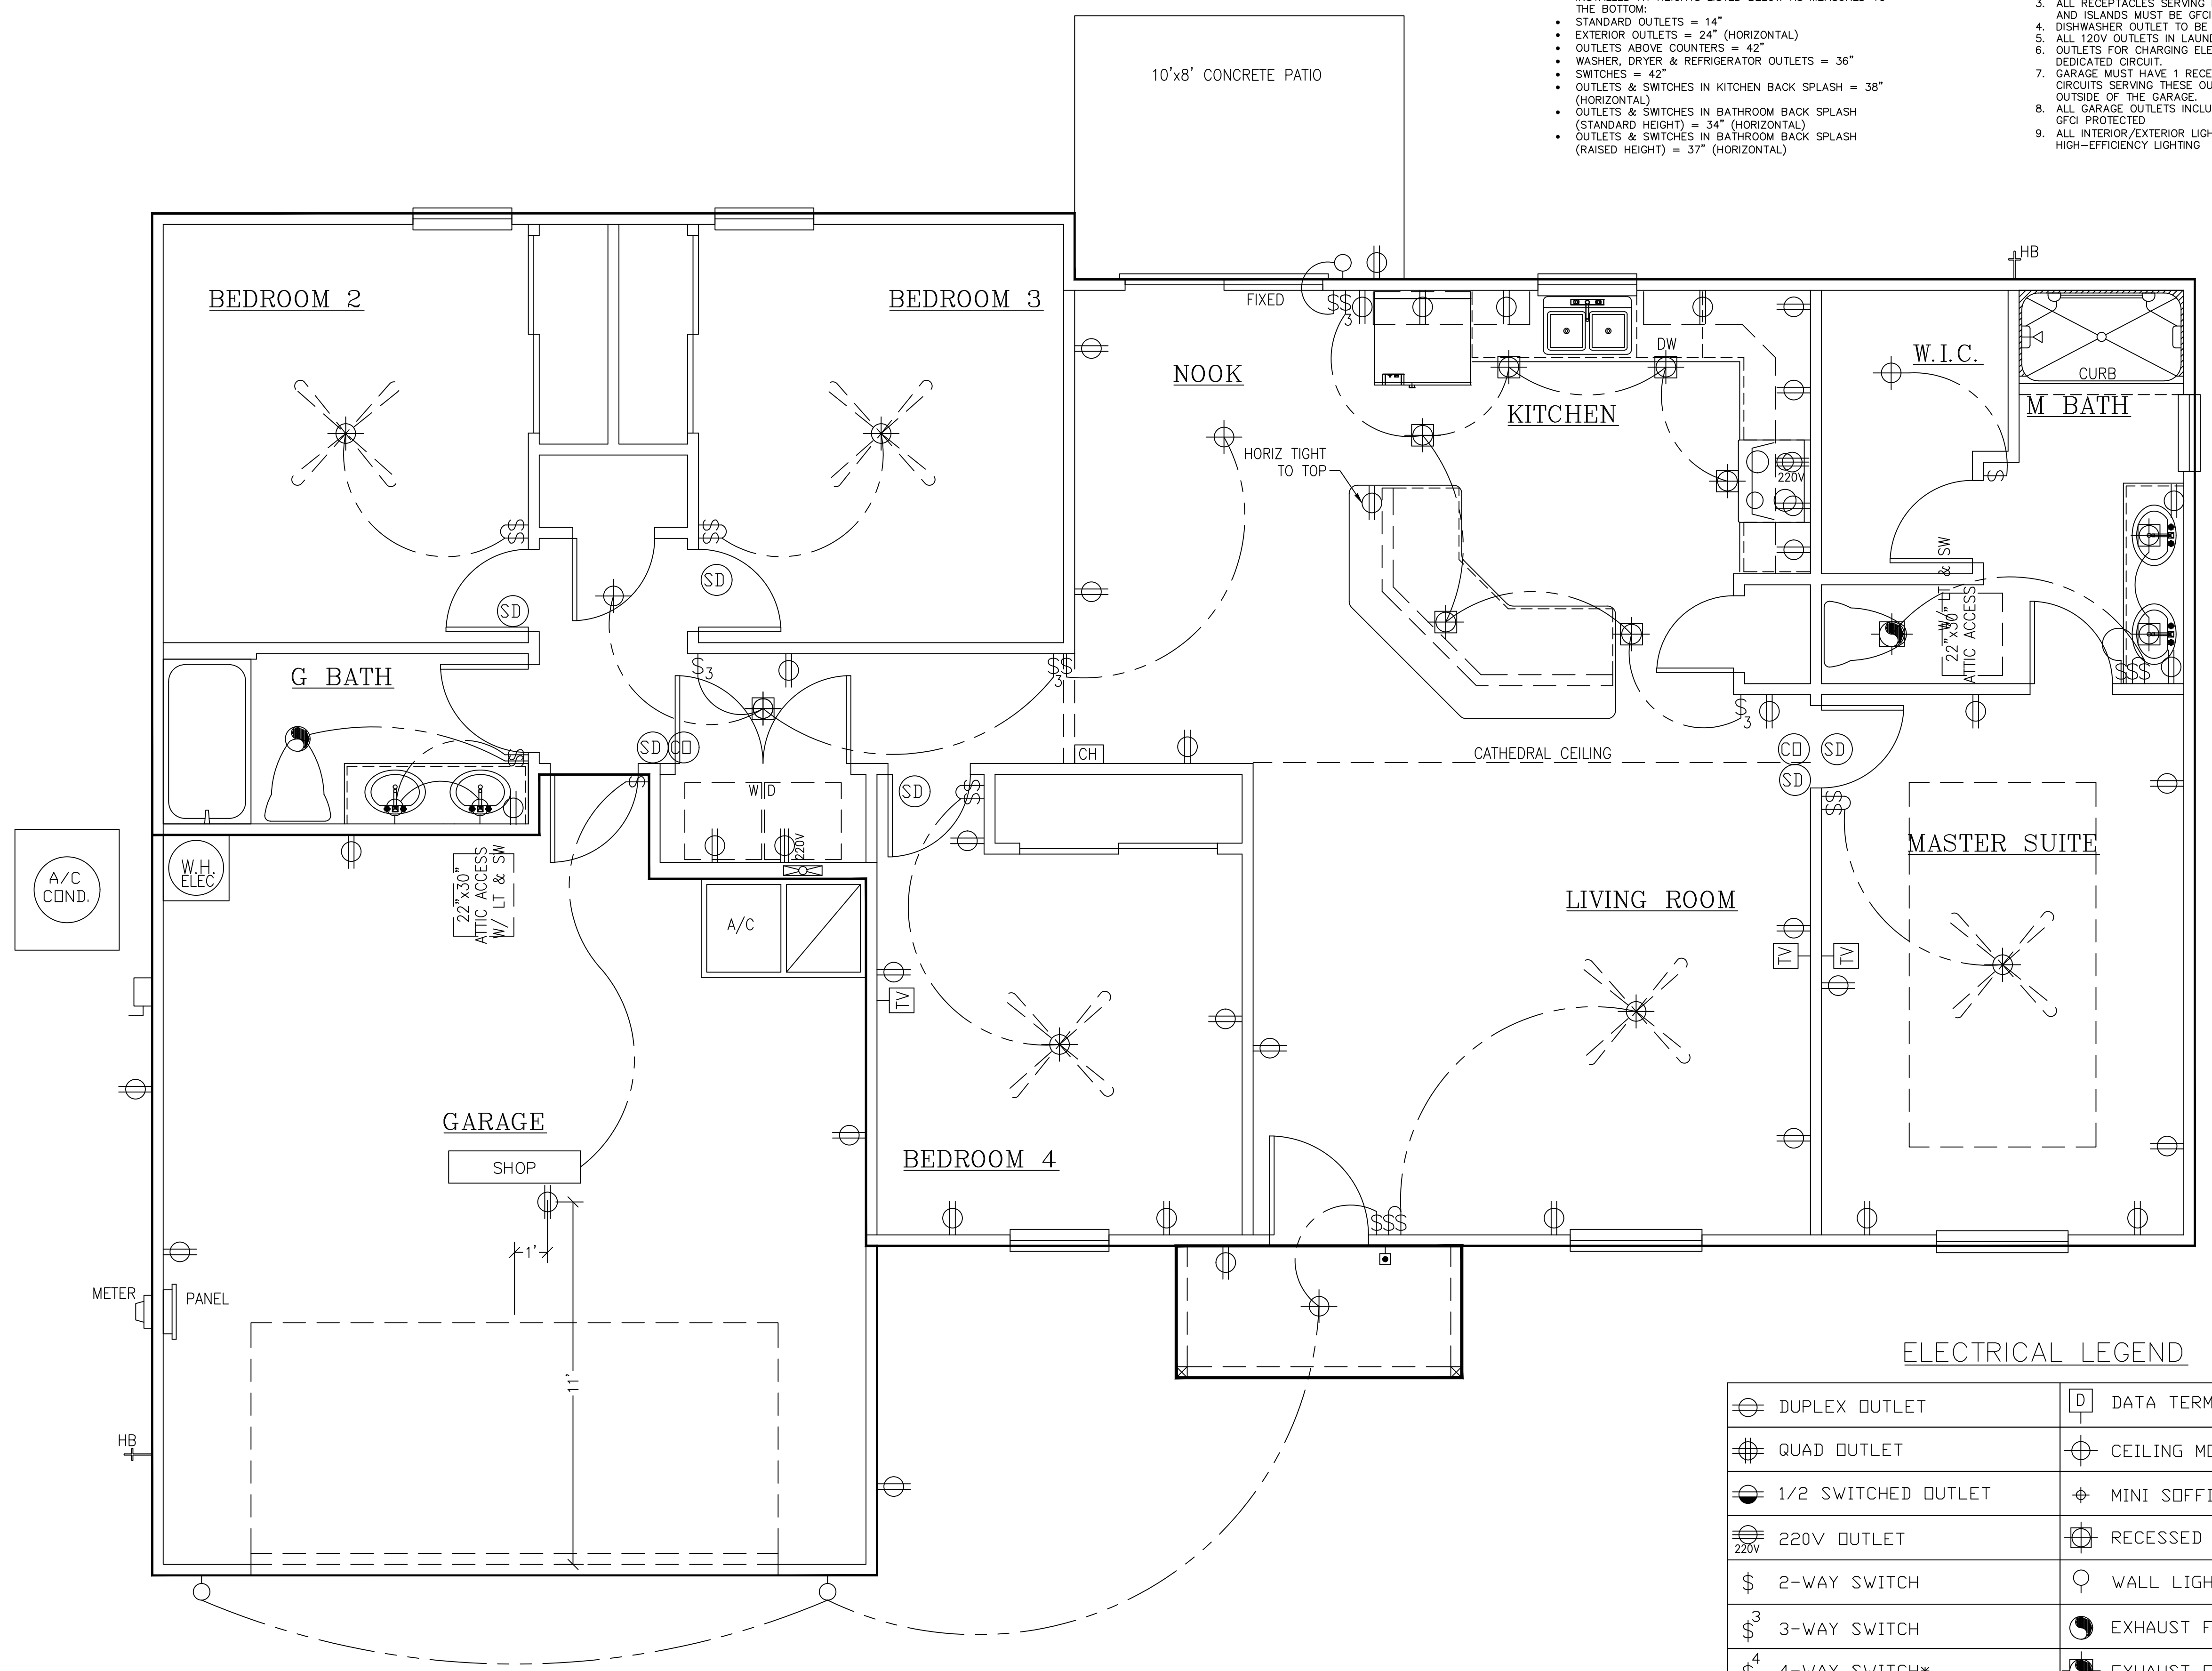 THE BOTTOM:
• STANDARD OUTLETS = 14"
• EXTERIOR OUTLETS = 24" (HORIZONTAL)
• OUTLETS ABOVE COUNTERS = 42"
• WASHER, DRYER & REFRIGERATOR OUTLETS = 36"
• SWITCHES = 42"
• OUTLETS & SWITCHES IN KITCHEN BACK SPLASH = 38"
(HORIZONTAL)
• OUTLETS & SWITCHES IN BATHROOM BACK SPLASH
(STANDARD HEIGHT) = 34" (HORIZONTAL)
• OUTLETS & SWITCHES IN BATHROOM BACK SPLASH
(RAISED HEIGHT) = 37" (HORIZONTAL)
3. ALL RECEPTACLES SERVING
AND ISLANDS MUST BE GFCI
4. DISHWASHER OUTLET TO BE
5. ALL 120V OUTLETS IN LAUN
6. OUTLETS FOR CHARGING ELE
DEDICATED CIRCUIT.
7. GARAGE MUST HAVE 1 RECE
CIRCUITS SERVING THESE OU
OUTSIDE OF THE GARAGE.
8. ALL GARAGE OUTLETS INCLU
GFCI PROTECTED
9. ALL INTERIOR/EXTERIOR LIGH
HIGH-EFFICIENCY LIGHTING
10'x8' CONCRETE PATIO
HB
BEDROOM 2
BEDROOM 3
FIXED
$$
3
NOOK
DW
KITCHEN
W.I.C.
CURB
M BATH
HORIZ TIGHT
TO TOP
220V
$
$$
$$
SD
SD
22"x30"
ATTIC ACCESS
W/ LT & SW
G BATH
$3
$$
3
$$$
$
3
$$
SD
CO
CH
CATHEDRAL CEILING
CO
SD
SD
$
W
D
SD
$$
$$
220V
MASTER SUITE
A/C
COND.
W.H.
ELEC
22"x30"
ATTIC ACCESS
W/ LT & SW
A/C
LIVING ROOM
TV
TV
TV
GARAGE
SHOP
BEDROOM 4
$$$
1'
METER
PANEL
11'
HB
ELECTRICAL LEGEND
DUPLEX OUTLET
D DATA TERM
QUAD OUTLET
CEILING MO
1/2 SWITCHED OUTLET
MINI SOFFI
220V 220V OUTLET
RECESSED
$ 2-WAY SWITCH
WALL LIGH
$3 3-WAY SWITCH
EXHAUST F
$4 4-WAY SWITCH*
EXHAUST F